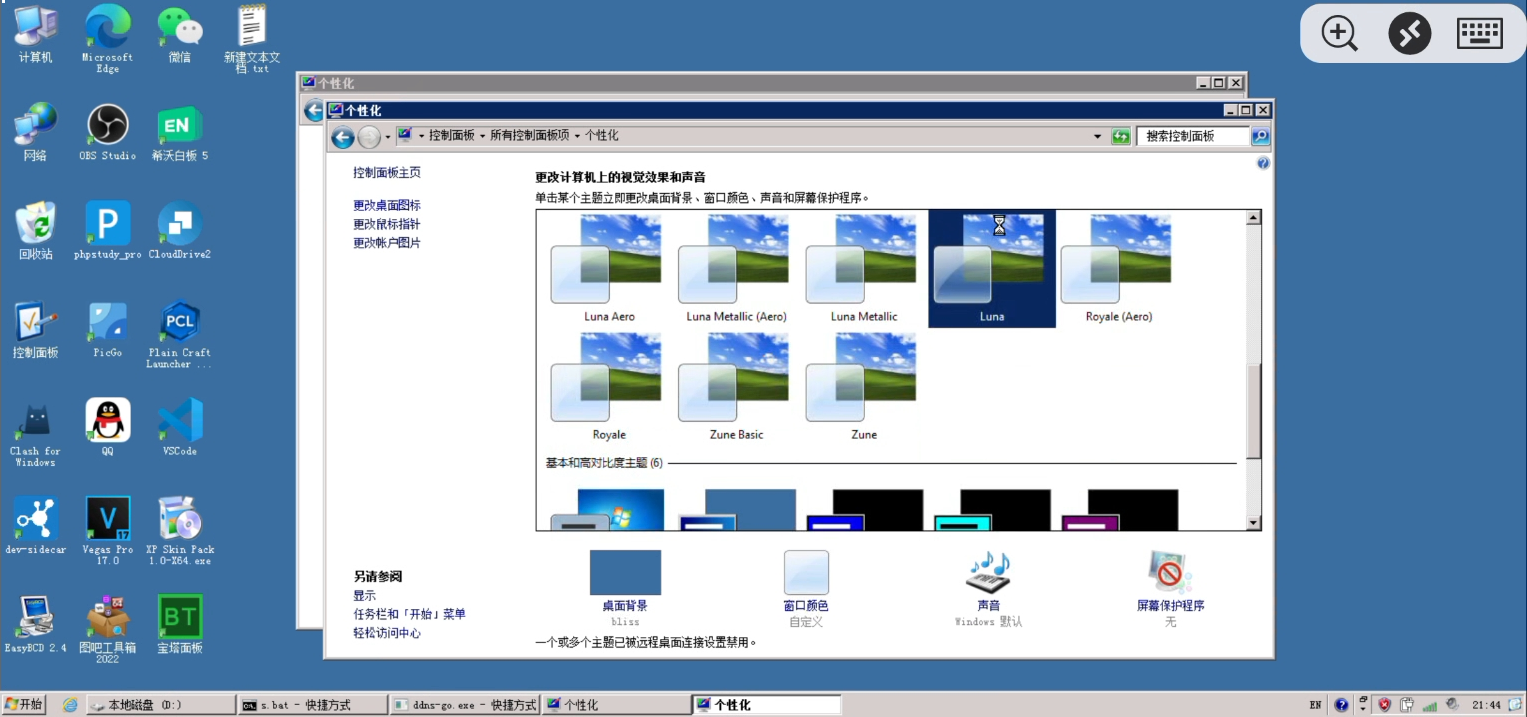 计算机
Microsoft
Edge
微信
新建文本文
档.txt
网络
OBS Studio
EN
希沃白板 5
回收站
P
phpstudy_pro
CloudDrive2
控制面板
PicGo
PCL
Plain Craft
Launcher ...
Clash for
Windows
QQ
VSCode
dev-sidecar
V
17
Vegas Pro
17.0
XP Skin Pack
1.0-X64.exe
EasyBCD 2.4
图吧工具箱
2022
BT
宝塔面板
个性化
个性化
控制面板
所有控制面板项
个性化
搜索控制面板
控制面板主页
更改桌面图标
更改鼠标指针
更改帐户图片
另请参阅
显示
任务栏和「开始」菜单
轻松访问中心
更改计算机上的视觉效果和声音
单击某个主题立即更改桌面背景、窗口颜色、声音和屏幕保护程序。
Luna Aero
Luna Metallic (Aero)
Luna Metallic
Luna
Royale (Aero)
Royale
Zune Basic
Zune
基本和高对比度主题 (6)
桌面背景
bliss
窗口颜色
自定义
声音
Windows 默认
屏幕保护程序
无
一个或多个主题已被远程桌面连接设置禁用。
开始
本地磁盘 (D:)
s.bat - 快捷方式
ddns-go.exe - 快捷方式
个性化
个性化
EN
21:44